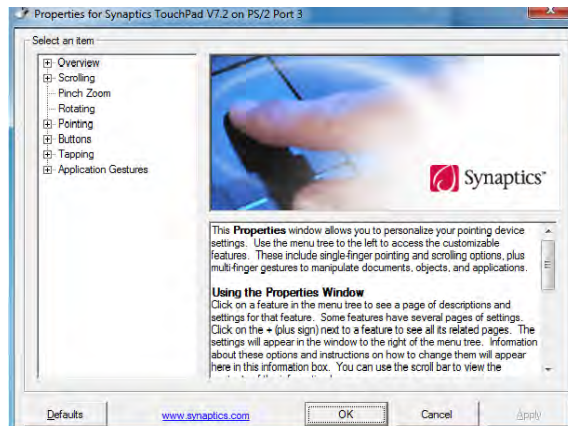 Properties for Synaptics TouchPad V7.2 on PS/2 Port 3
Select an item
Overview
Scrolling
Pinch Zoom
Rotating
Pointing
Buttons
Tapping
Application Gestures
Synaptics
This Properties window allows you to personalize your pointing device
settings. Use the menu tree to the left to access the customizable
features. These include single-finger pointing and scrolling options, plus
multi-finger gestures to manipulate documents, objects, and applications.
Using the Properties Window
Click on a feature in the menu tree to see a page of descriptions and
settings for that feature. Some features have several pages of settings.
Click on the + (plus sign) next to a feature to see all its related pages. The
settings will appear in the window to the right of the menu tree. Information
about these options and instructions on how to change them will appear
here in this information box. You can use the scroll bar to view the
Defaults
www.synaptics.com
OK
Cancel
Apply